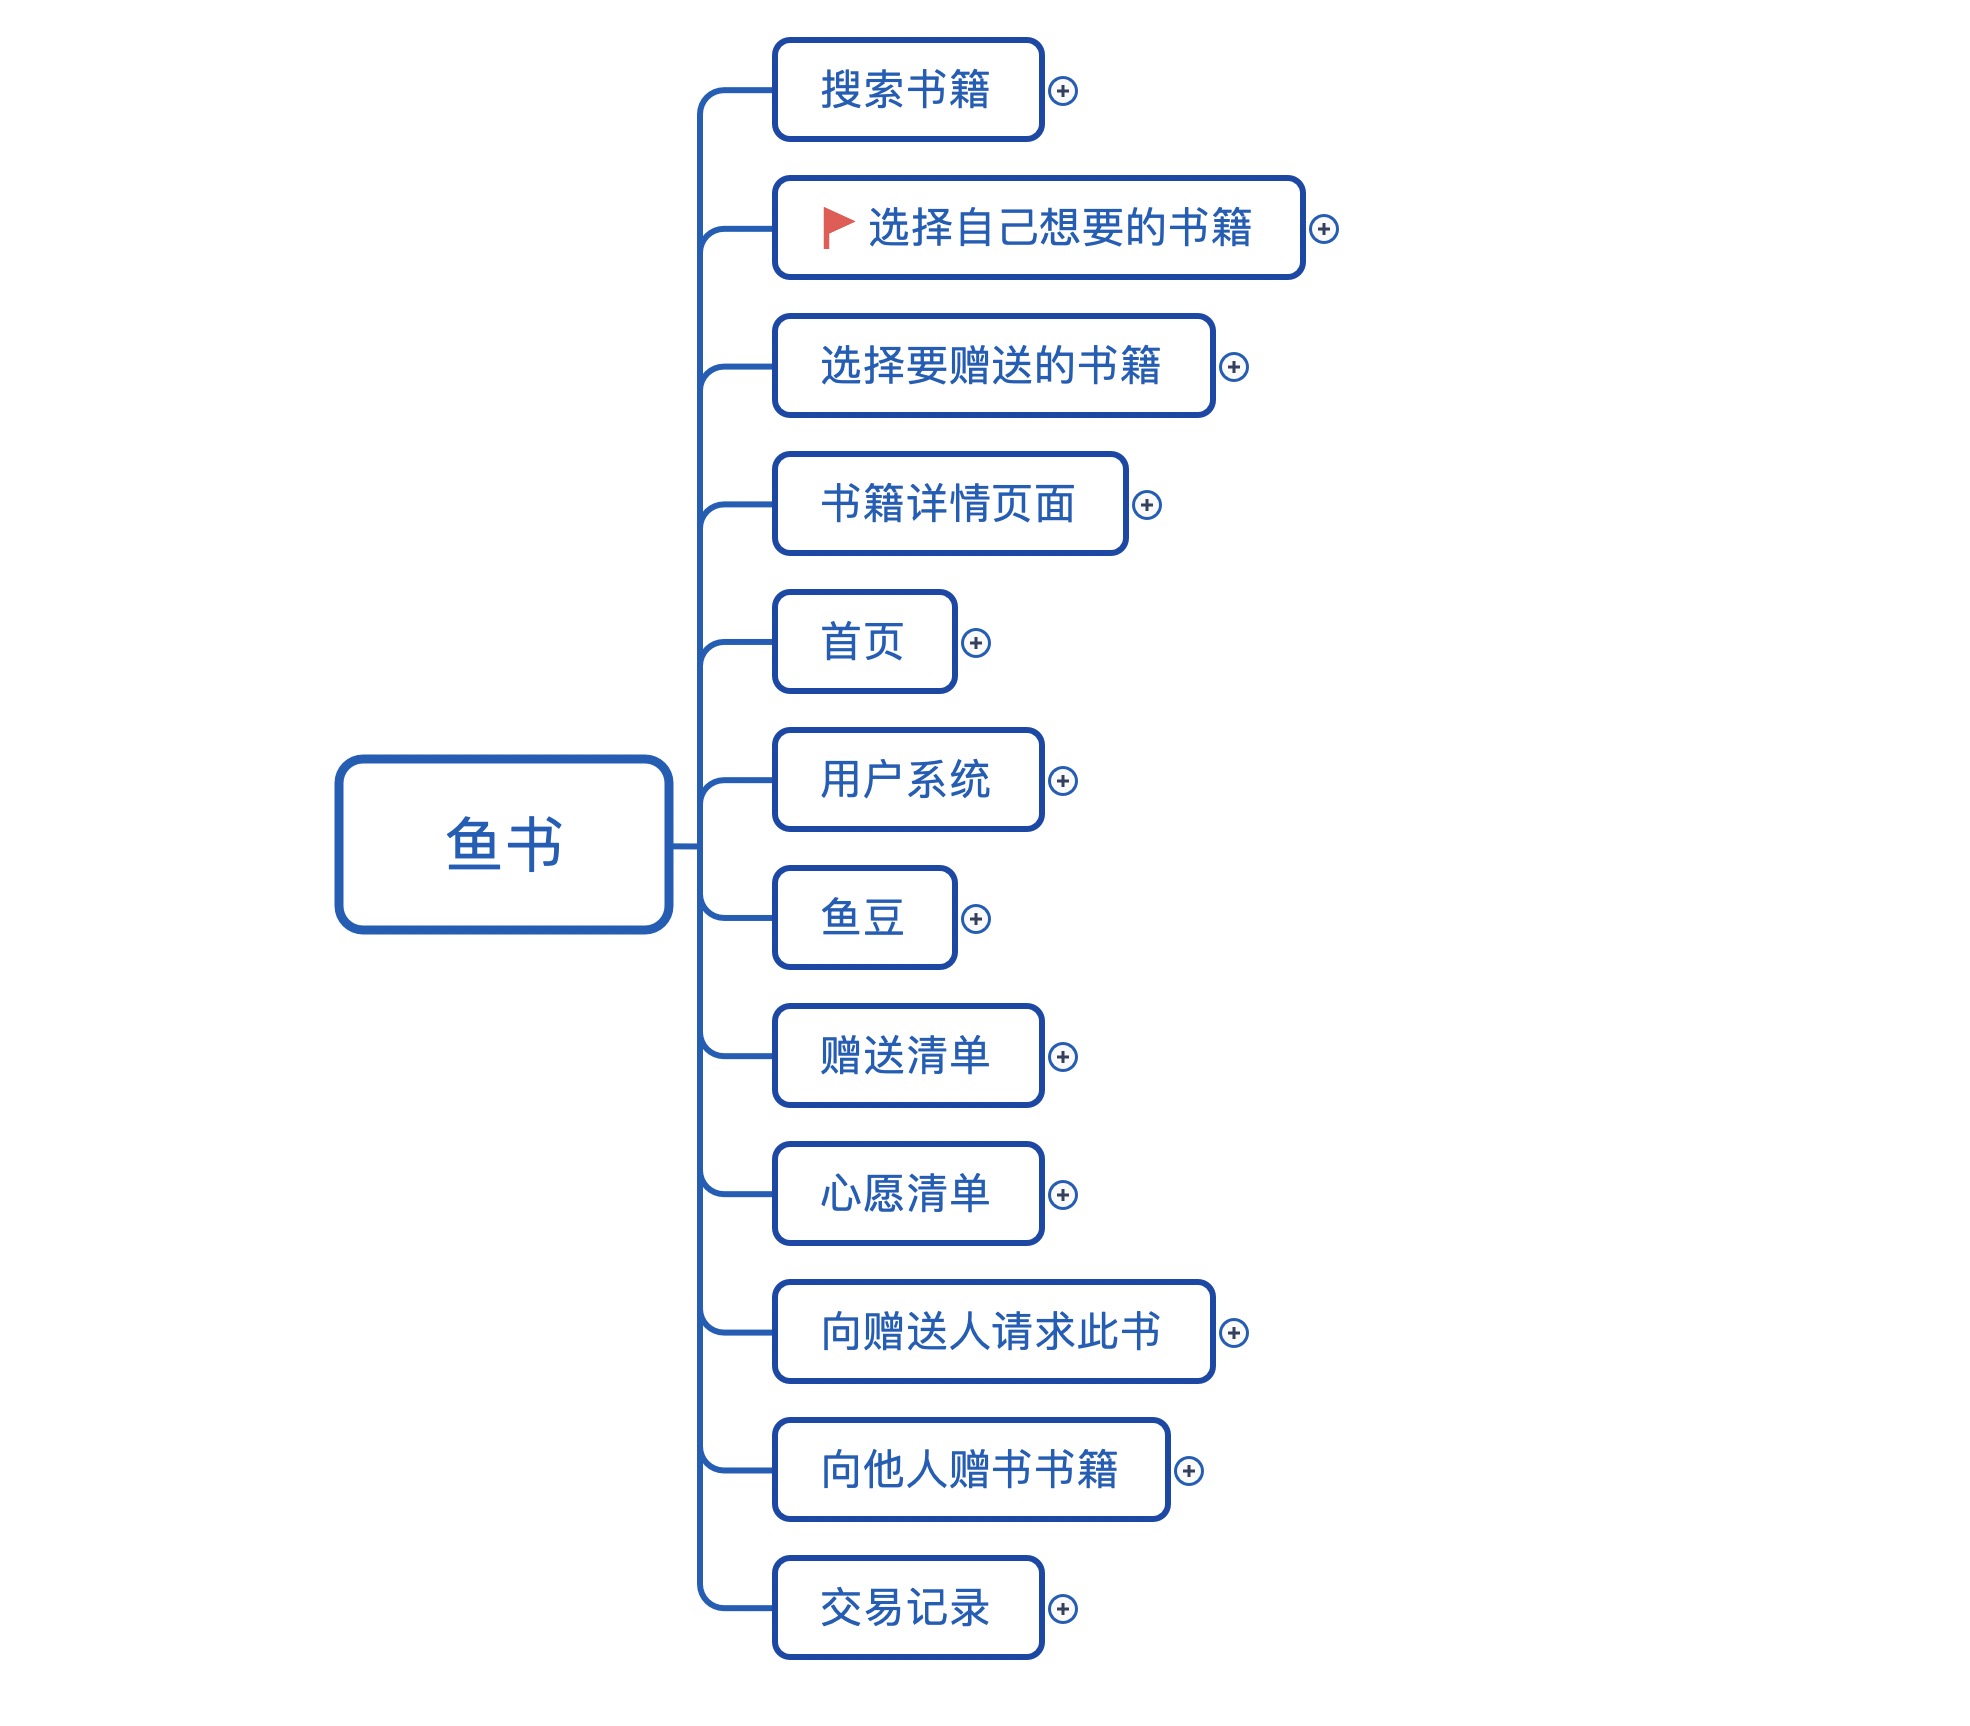 搜索书籍
选择自己想要的书籍
选择要赠送的书籍
书籍详情页面
首页
用户系统
鱼书
鱼豆
赠送清单
心愿清单
向赠送人请求此书
向他人赠书书籍
交易记录